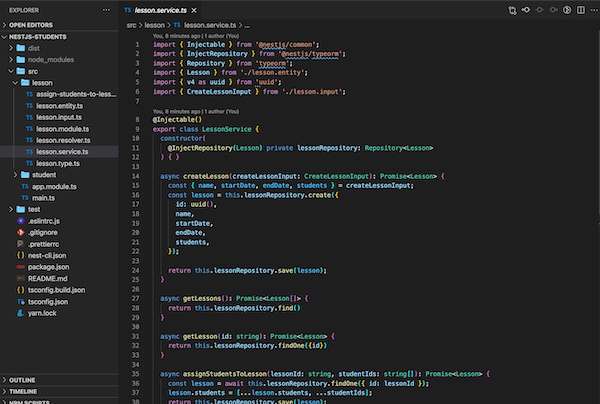 EXPLORER
OPEN EDITORS
NESTJS-STUDENTS
dist
node_modules
src
lesson
assign-students-to-less...
lesson.entity.ts
lesson.input.ts
lesson.module.ts
lesson.resolver.ts
lesson.service.ts
lesson.type.ts
student
app.module.ts
main.ts
test
.eslintrc.js
.gitignore
.prettierrc
nest-cli.json
package.json
README.md
tsconfig.build.json
tsconfig.json
yarn.lock
OUTLINE
TIMELINE
NPM SCRIPTS
TS lesson.service.ts ×
src > lesson > TS lesson.service.ts > ...
You, 8 minutes ago | 1 author (You)
1 import { Injectable } from '@nestjs/common';
2 import { InjectRepository } from '@nestjs/typeorm';
3 import { Repository } from 'typeorm';
4 import { Lesson } from './lesson.entity';
5 import { v4 as uuid } from 'uuid';
6 import { CreateLessonInput } from './lesson.input';
7
You, 8 minutes ago | 1 author (You)
8 @Injectable()
9 export class LessonService {
10 constructor(
11 @InjectRepository(Lesson) private lessonRepository: Repository<Lesson>
12 ) { }
13
14 async createLesson(createLessonInput: CreateLessonInput): Promise<Lesson> {
15 const { name, startDate, endDate, students } = createLessonInput;
16 const lesson = this.lessonRepository.create({
17 id: uuid(),
18 name,
19 startDate,
20 endDate,
21 students,
22 });
23
24 return this.lessonRepository.save(lesson);
25 }
26
27 async getLessons(): Promise<Lesson[]> {
28 return this.lessonRepository.find()
29 }
30
31 async getLesson(id: string): Promise<Lesson> {
32 return this.lessonRepository.findOne({id})
33 }
34
35 async assignStudentsToLesson(lessonId: string, studentIds: string[]): Promise<Lesson> {
36 const lesson = await this.lessonRepository.findOne({ id: lessonId });
37 lesson.students = [...lesson.students, ...studentIds];
38 return this.lessonRepository.save(lesson);